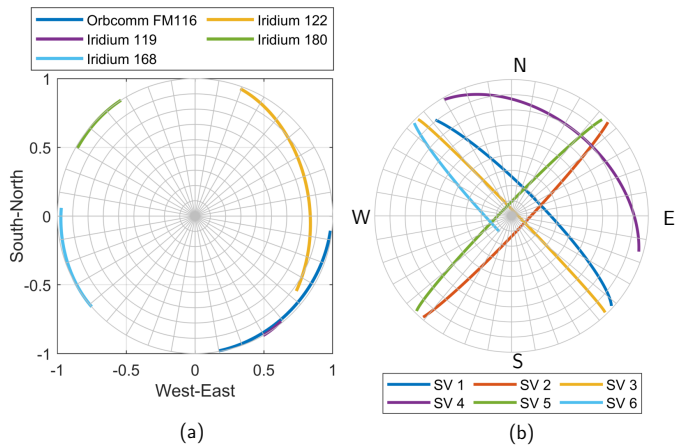 Orbcomm FM116 Iridium 122
Iridium 119 Iridium 180
Iridium 168
N
1
0.5
0
-0.5
-1
South-North
W
E
S
-1 -0.5 0 0.5 1
West-East
SV 1 SV 2 SV 3
SV 4 SV 5 SV 6
(a)
(b)